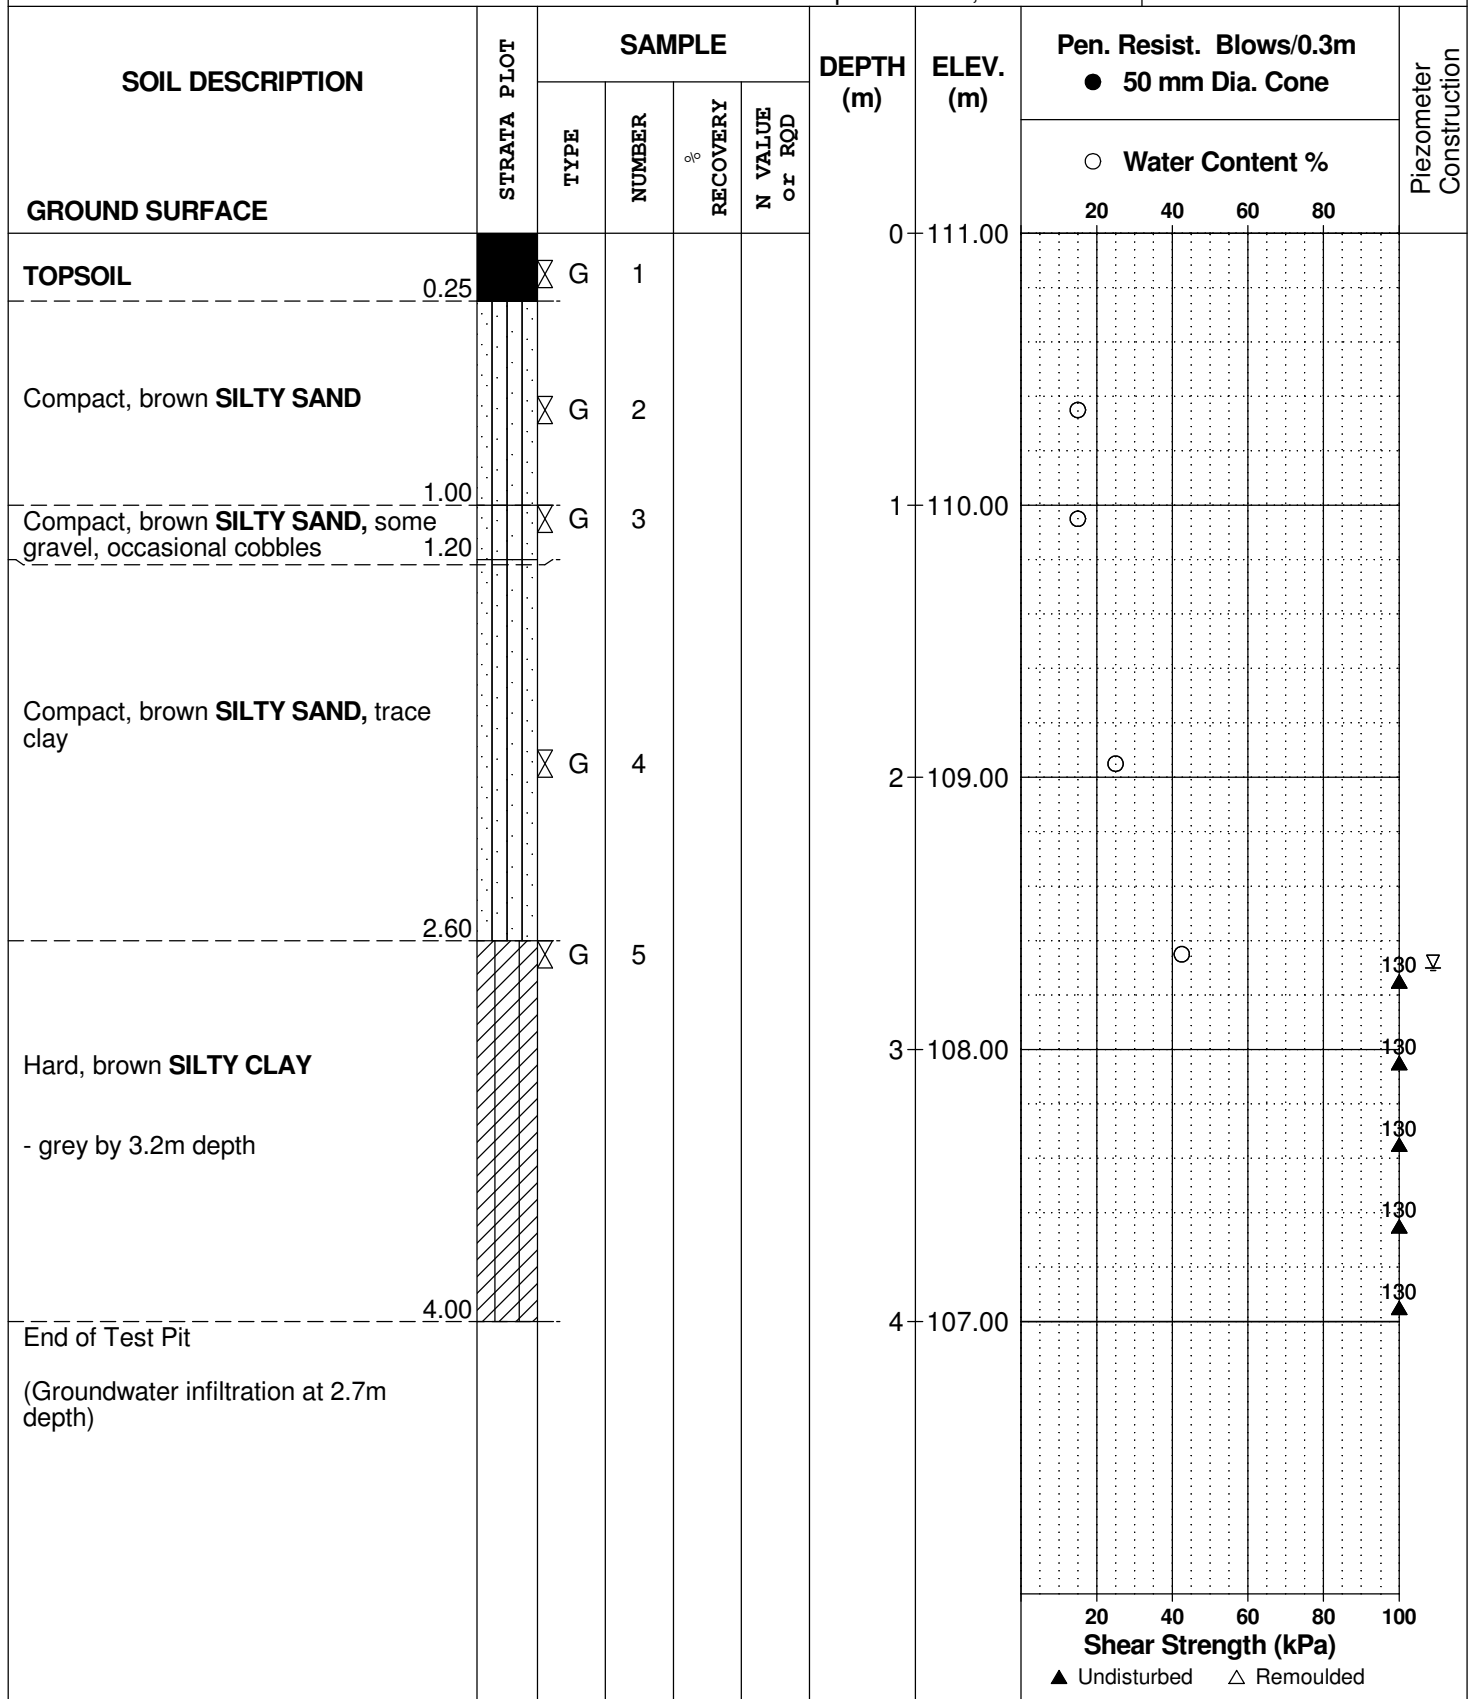 SOIL DESCRIPTION
GROUND SURFACE
STRATA PLOT
SAMPLE
TYPE
NUMBER
%
RECOVERY
N VALUE
or RQD
DEPTH
(m)
ELEV.
(m)
Pen. Resist. Blows/0.3m
● 50 mm Dia. Cone
○ Water Content %
20 40 60 80
Piezometer
Construction
0 111.00
TOPSOIL
0.25
G 1
Compact, brown SILTY SAND
G 2
1.00
1 110.00
Compact, brown SILTY SAND, some
gravel, occasional cobbles
1.20
G 3
Compact, brown SILTY SAND, trace
clay
G 4
2 109.00
2.60
G 5
130
Hard, brown SILTY CLAY
3 108.00
130
- grey by 3.2m depth
130
130
130
4.00
4 107.00
End of Test Pit
(Groundwater infiltration at 2.7m
depth)
20 40 60 80 100
Shear Strength (kPa)
▲ Undisturbed △ Remoulded